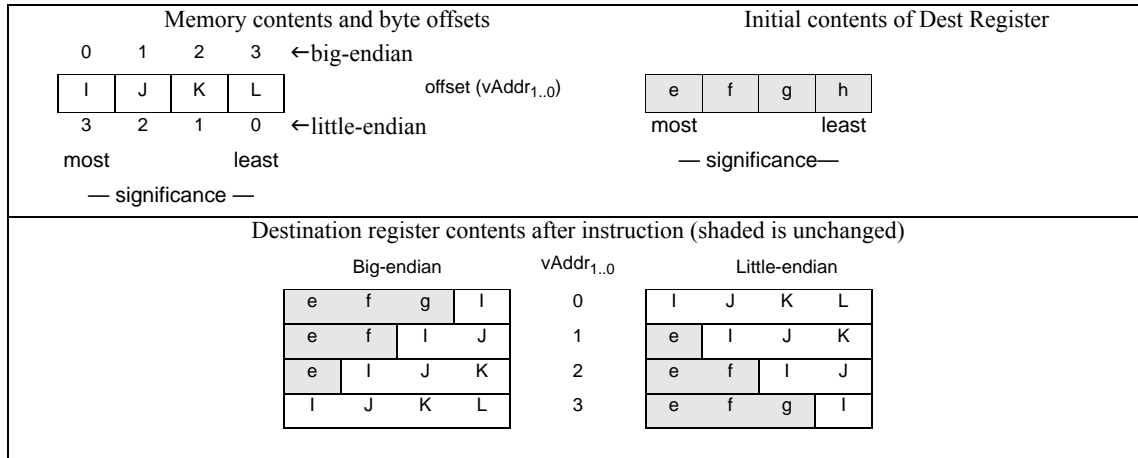 Memory contents and byte offsets Initial contents of Dest Register
0 1 2 3 ←big-endian
I J K L offset (vAddr1..0) e f g h
3 2 1 0 ←little-endian most least
most least — significance—
— significance —
Destination register contents after instruction (shaded is unchanged)
Big-endian vAddr1..0 Little-endian
e f g I 0 I J K L
e f I J 1 e I J K
e I J K 2 e f I J
I J K L 3 e f g I